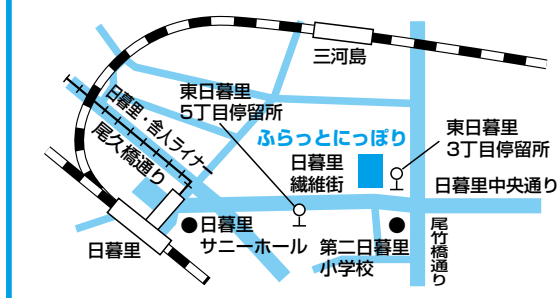 三河島
日暮里・舎人ライナー
尾久橋通り
東日暮里
5丁目停留所
ふらっとにっぽり
日暮里
繊維街
東日暮里
3丁目停留所
日暮里中央通り
日暮里
日暮里
サニーホール
第二日暮里
小学校
尾竹橋通り